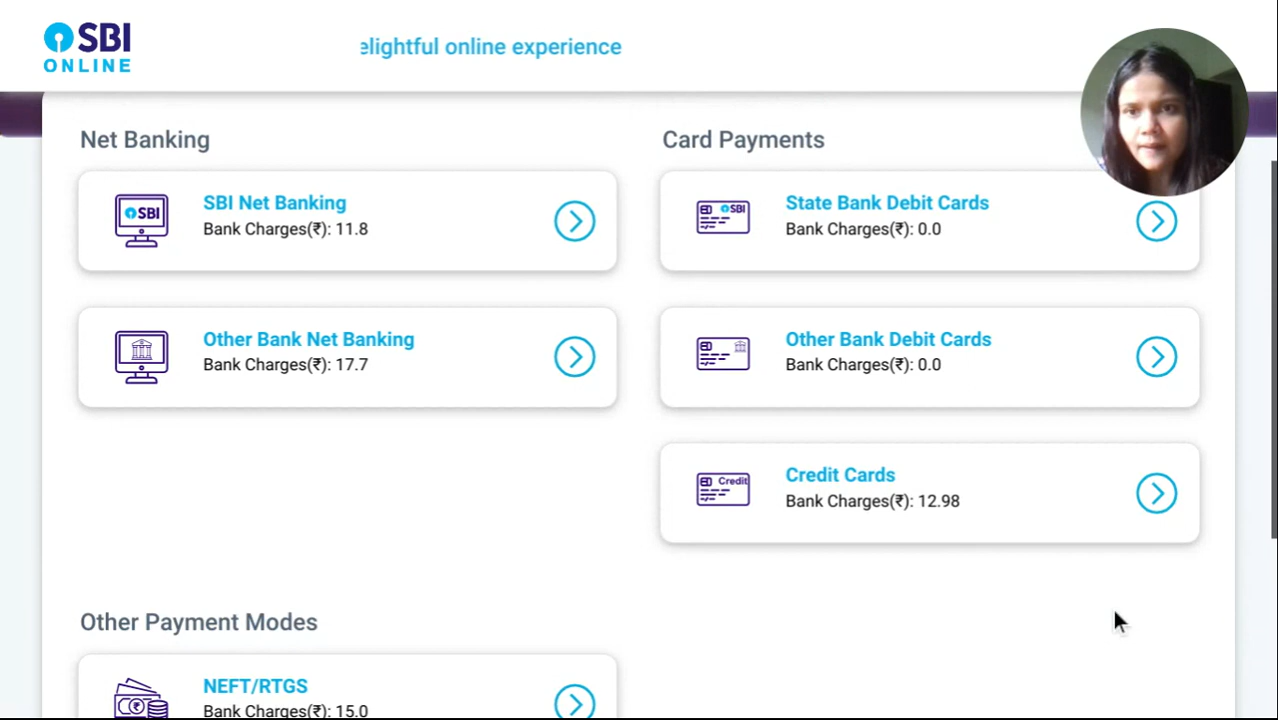 SBI
ONLINE
elightful online experience
Net Banking
SBI
SBI Net Banking
Bank Charges(₹): 11.8
Other Bank Net Banking
Bank Charges(₹): 17.7
Card Payments
SBI
State Bank Debit Cards
Bank Charges(₹): 0.0
Other Bank Debit Cards
Bank Charges(₹): 0.0
Credit
Credit Cards
Bank Charges(₹): 12.98
Other Payment Modes
NEFT/RTGS
Bank Charges(₹): 15.0